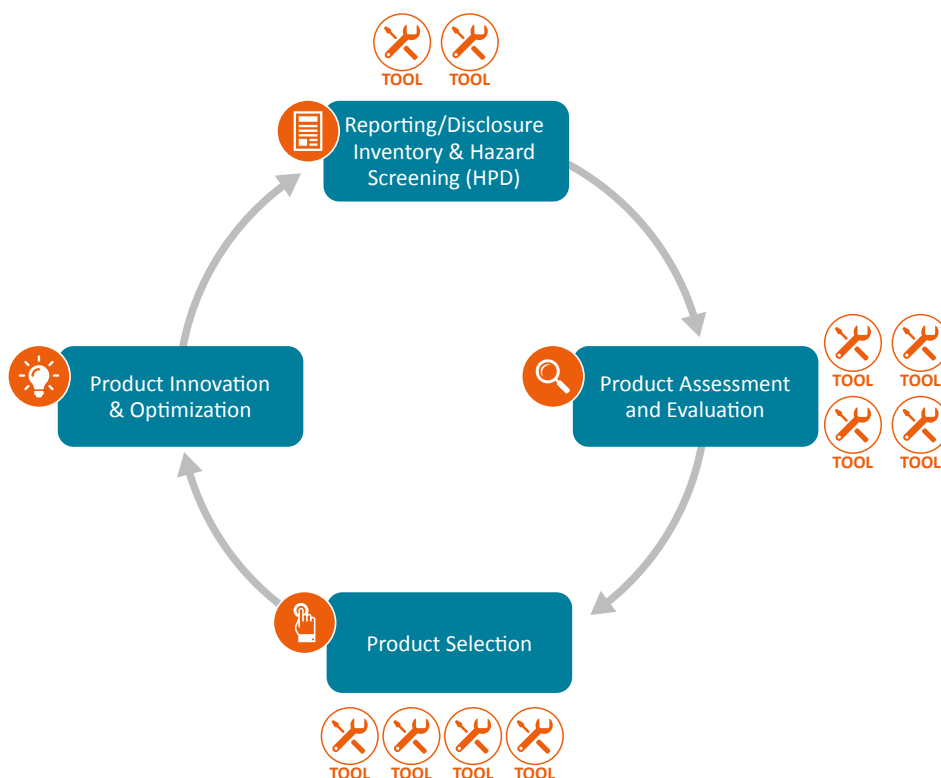 TOOL TOOL
Reporting/Disclosure
Inventory & Hazard
Screening (HPD)
TOOL TOOL
Product Innovation
& Optimization
Product Assessment
and Evaluation
TOOL TOOL
Product Selection
TOOL TOOL TOOL TOOL